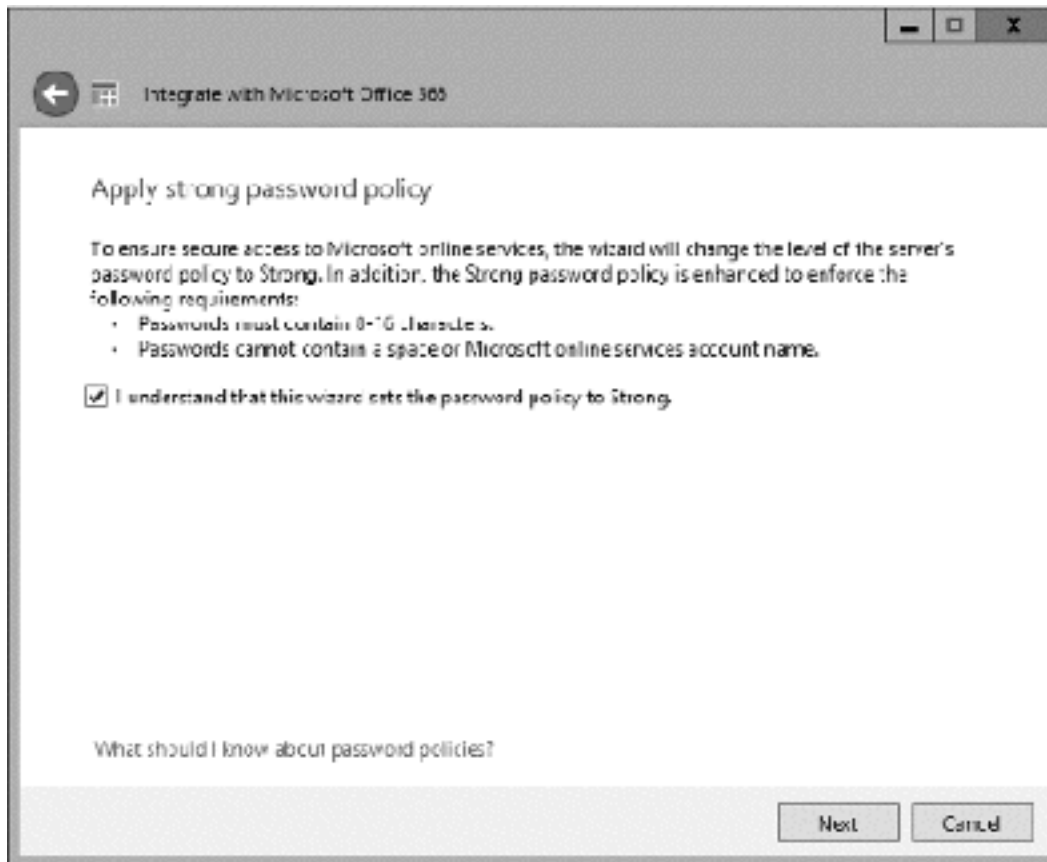 Integrate with Microsoft Office 365
Apply strong password policy
To ensure secure access to Microsoft online services, the wizard will change the level of the server's
password policy to Strong. In addition, the Strong password policy is enhanced to enforce the
following requirements:
• Passwords must contain 8-16 characters.
• Passwords cannot contain a space or Microsoft online services account name.
I understand that this wizard sets the password policy to Strong.
What should I know about password policies?
Next Cancel